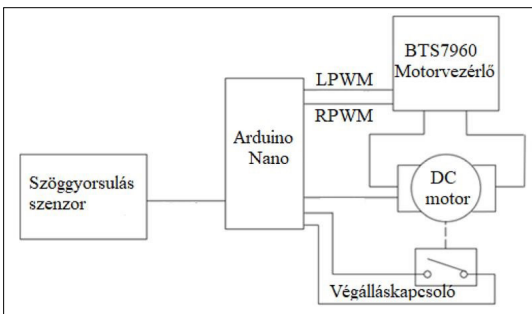 BTS7960
Motorvezérlő
LPWM
RPWM
Arduino
Nano
Szöggyorsulás
szenzor
DC
motor
Végálláskapcsoló